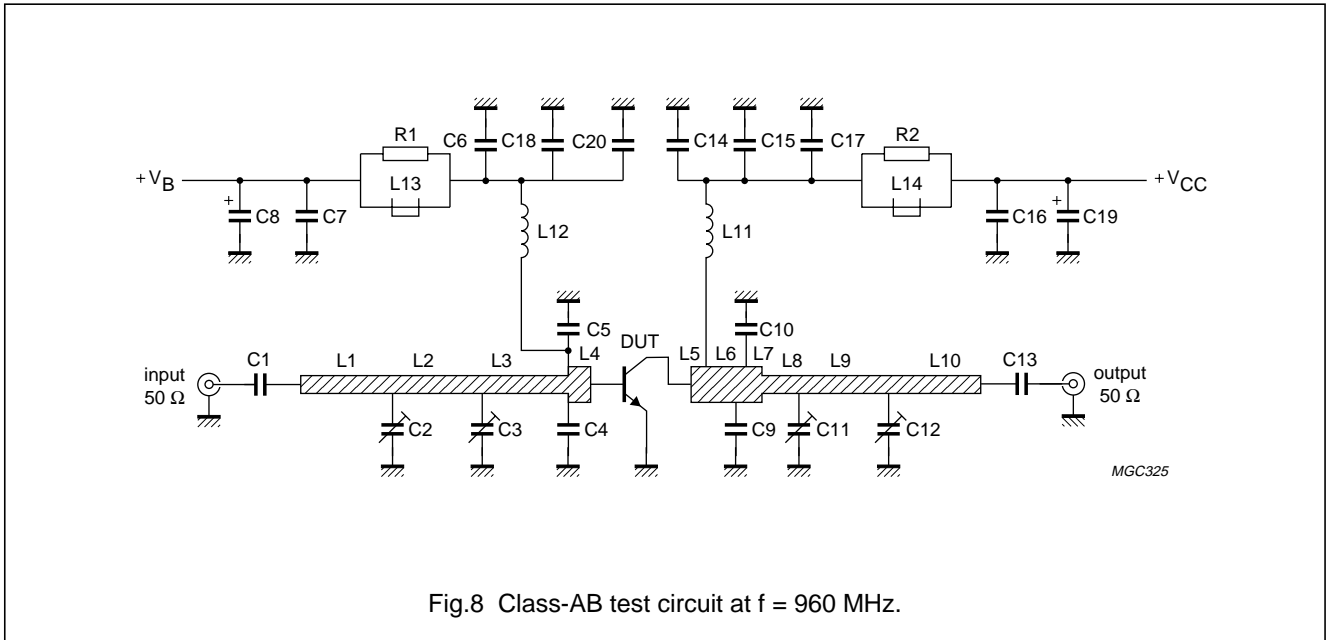 R1 C6 C18 C20 C14 C15 C17 R2
+VB L13 L14 +VCC
+ C8 C7 L12 L11 C16 + C19
C5 DUT C10
input
50 Ω
C1 L1 L2 L3 L4 L5 L6 L7 L8 L9 L10 C13 output
50 Ω
C2 C3 C4 C9 C11 C12
MGC325
Fig.8 Class-AB test circuit at f = 960 MHz.